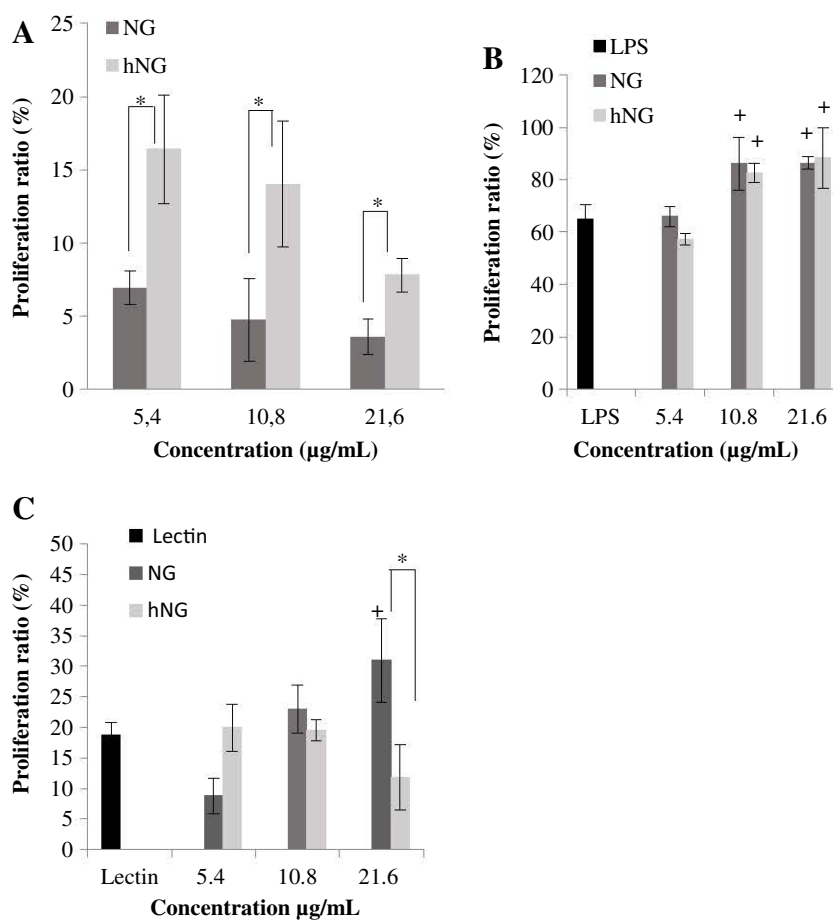 A
NG
hNG
Proliferation ratio (%)
25
20
15
10
5
0
*
*
*
5,4 10,8 21,6
Concentration (µg/mL)
B
LPS
NG
hNG
Proliferation ratio (%)
120
100
80
60
40
20
0
+
+
+
+
LPS 5.4 10.8 21.6
Concentration (µg/mL)
C
Lectin
NG
hNG
Proliferation ratio (%)
50
45
40
35
30
25
20
15
10
5
0
*
+
Lectin 5.4 10.8 21.6
Concentration µg/mL